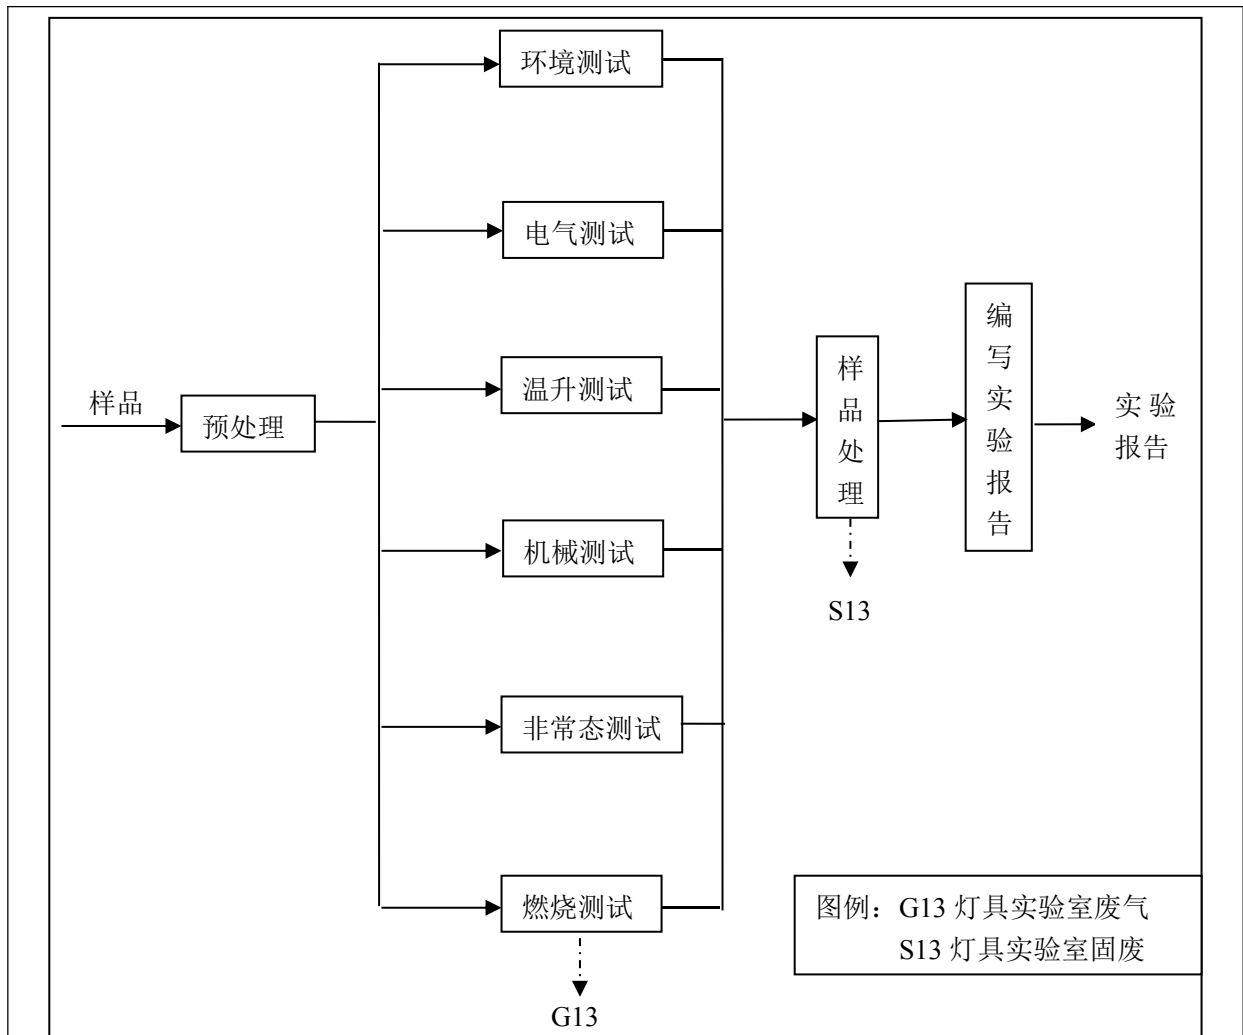 环境测试
电气测试
温升测试
样品
预处理
机械测试
非常态测试
燃烧测试
G13
样品处理
S13
编写实验报告
实验
报告
图例：G13 灯具实验室废气
S13 灯具实验室固废